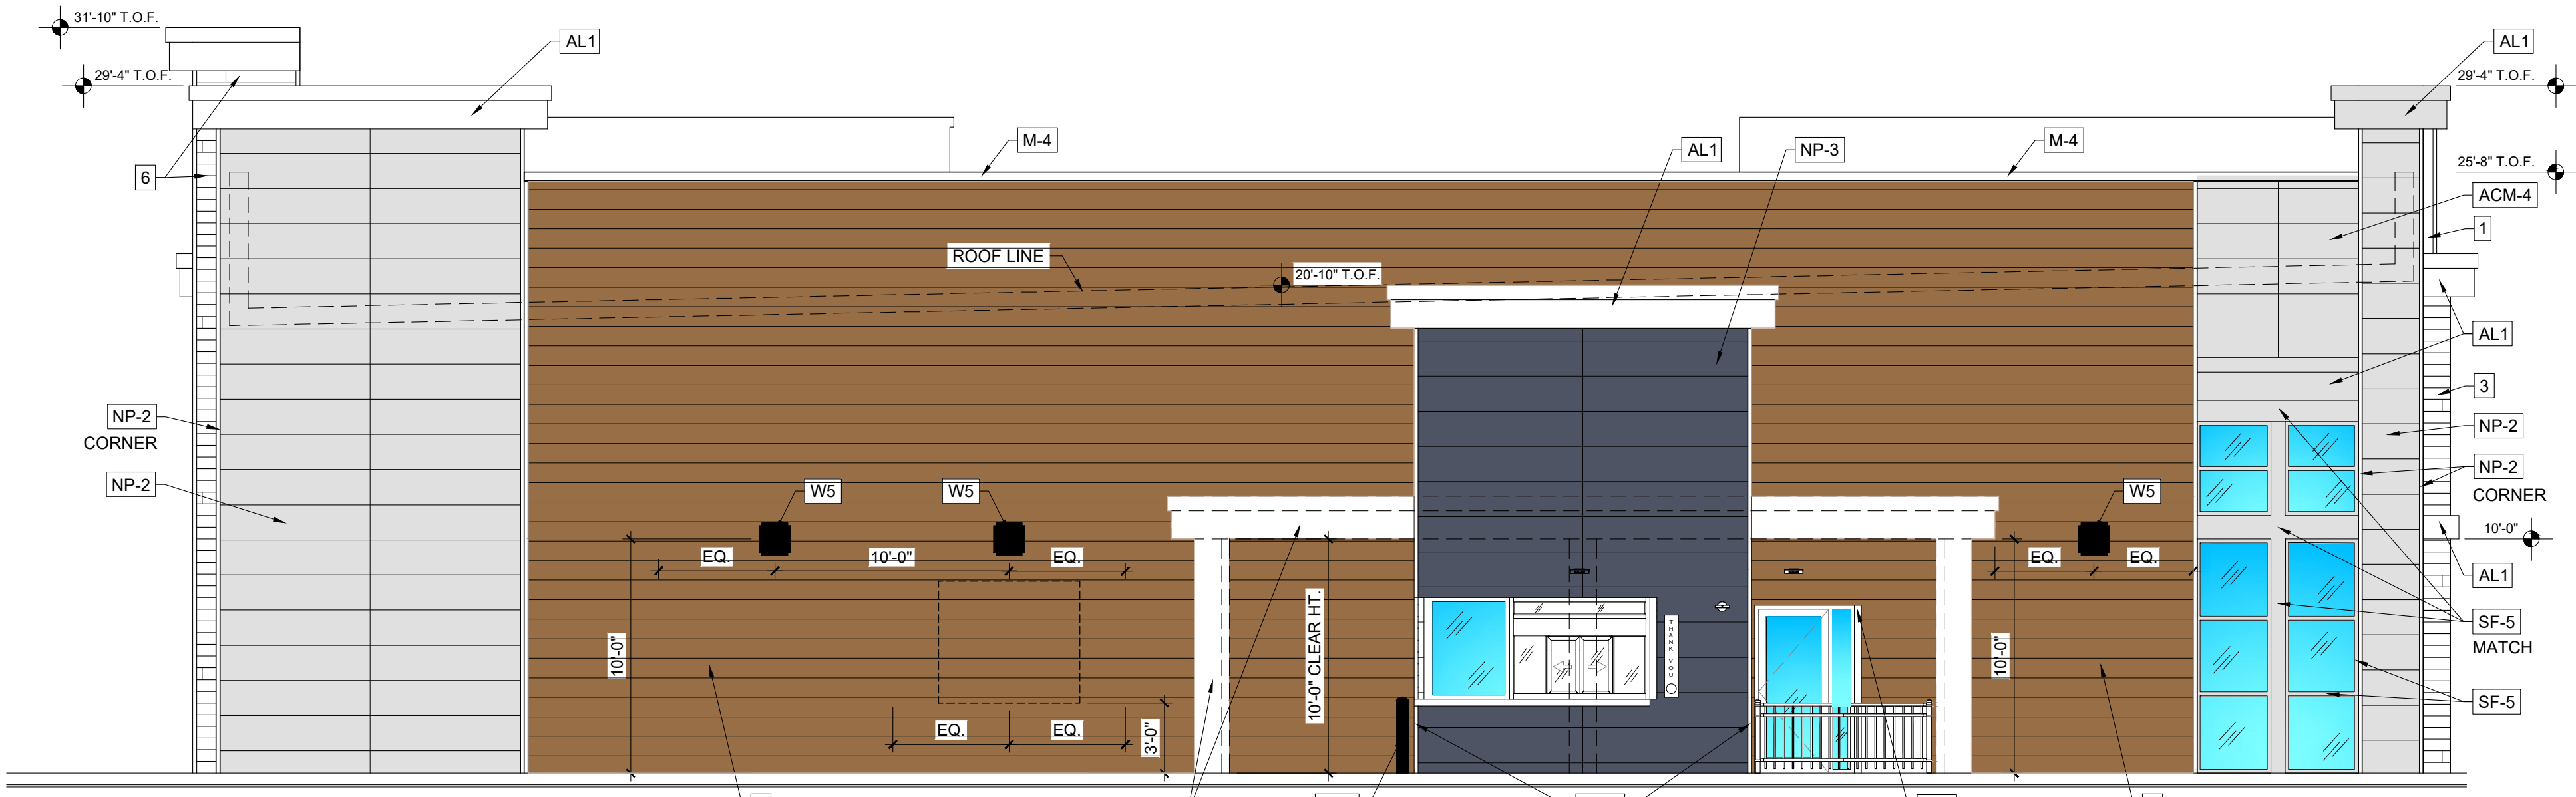 31'-10" T.O.F.
AL1
AL1
29'-4" T.O.F.
29'-4" T.O.F.
M-4
AL1
NP-3
M-4
25'-8" T.O.F.
6
ACM-4
1
ROOF LINE
20'-10" T.O.F.
AL1
3
NP-2
CORNER
NP-2
NP-2
CORNER
NP-2
W5
W5
W5
10'-0"
EQ.
10'-0"
EQ.
EQ.
EQ.
AL1
10'-0"
10'-0" CLEAR HT.
THANK YOU
10'-0"
SF-5
MATCH
SF-5
EQ.
EQ.
3'-0"